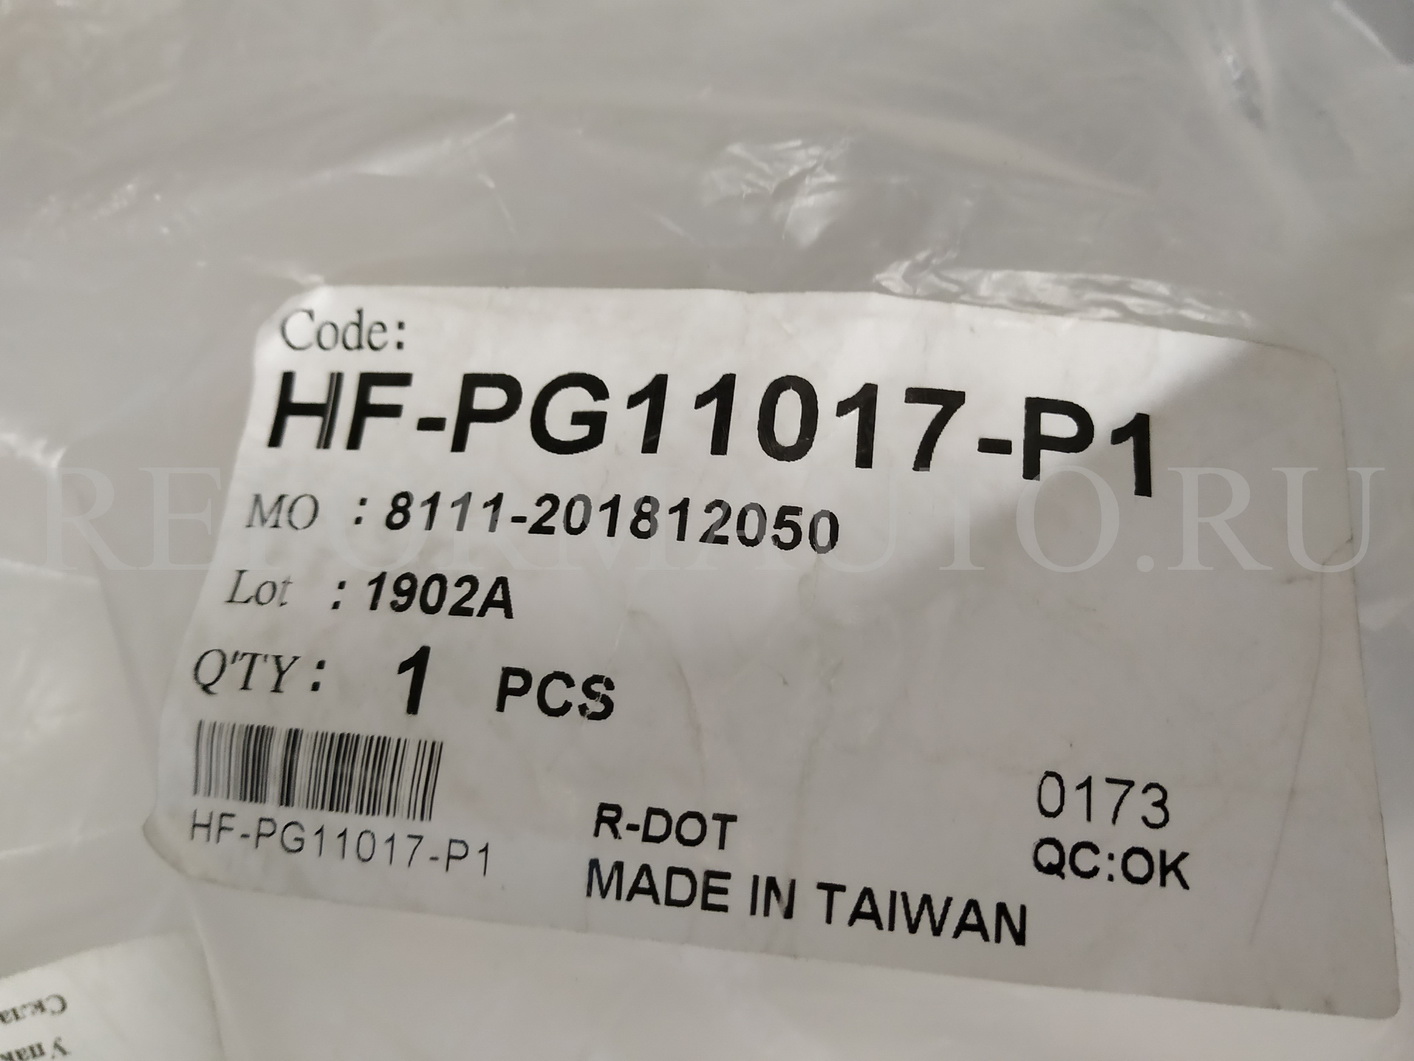 Code:
HF-PG11017-P1
MO : 8111-201812050
Lot : 1902A
Q'TY: 1 PCS
HF-PG11017-P1
R-DOT
MADE IN TAIWAN
0173
QC:OK
REFORMAUTO.RU